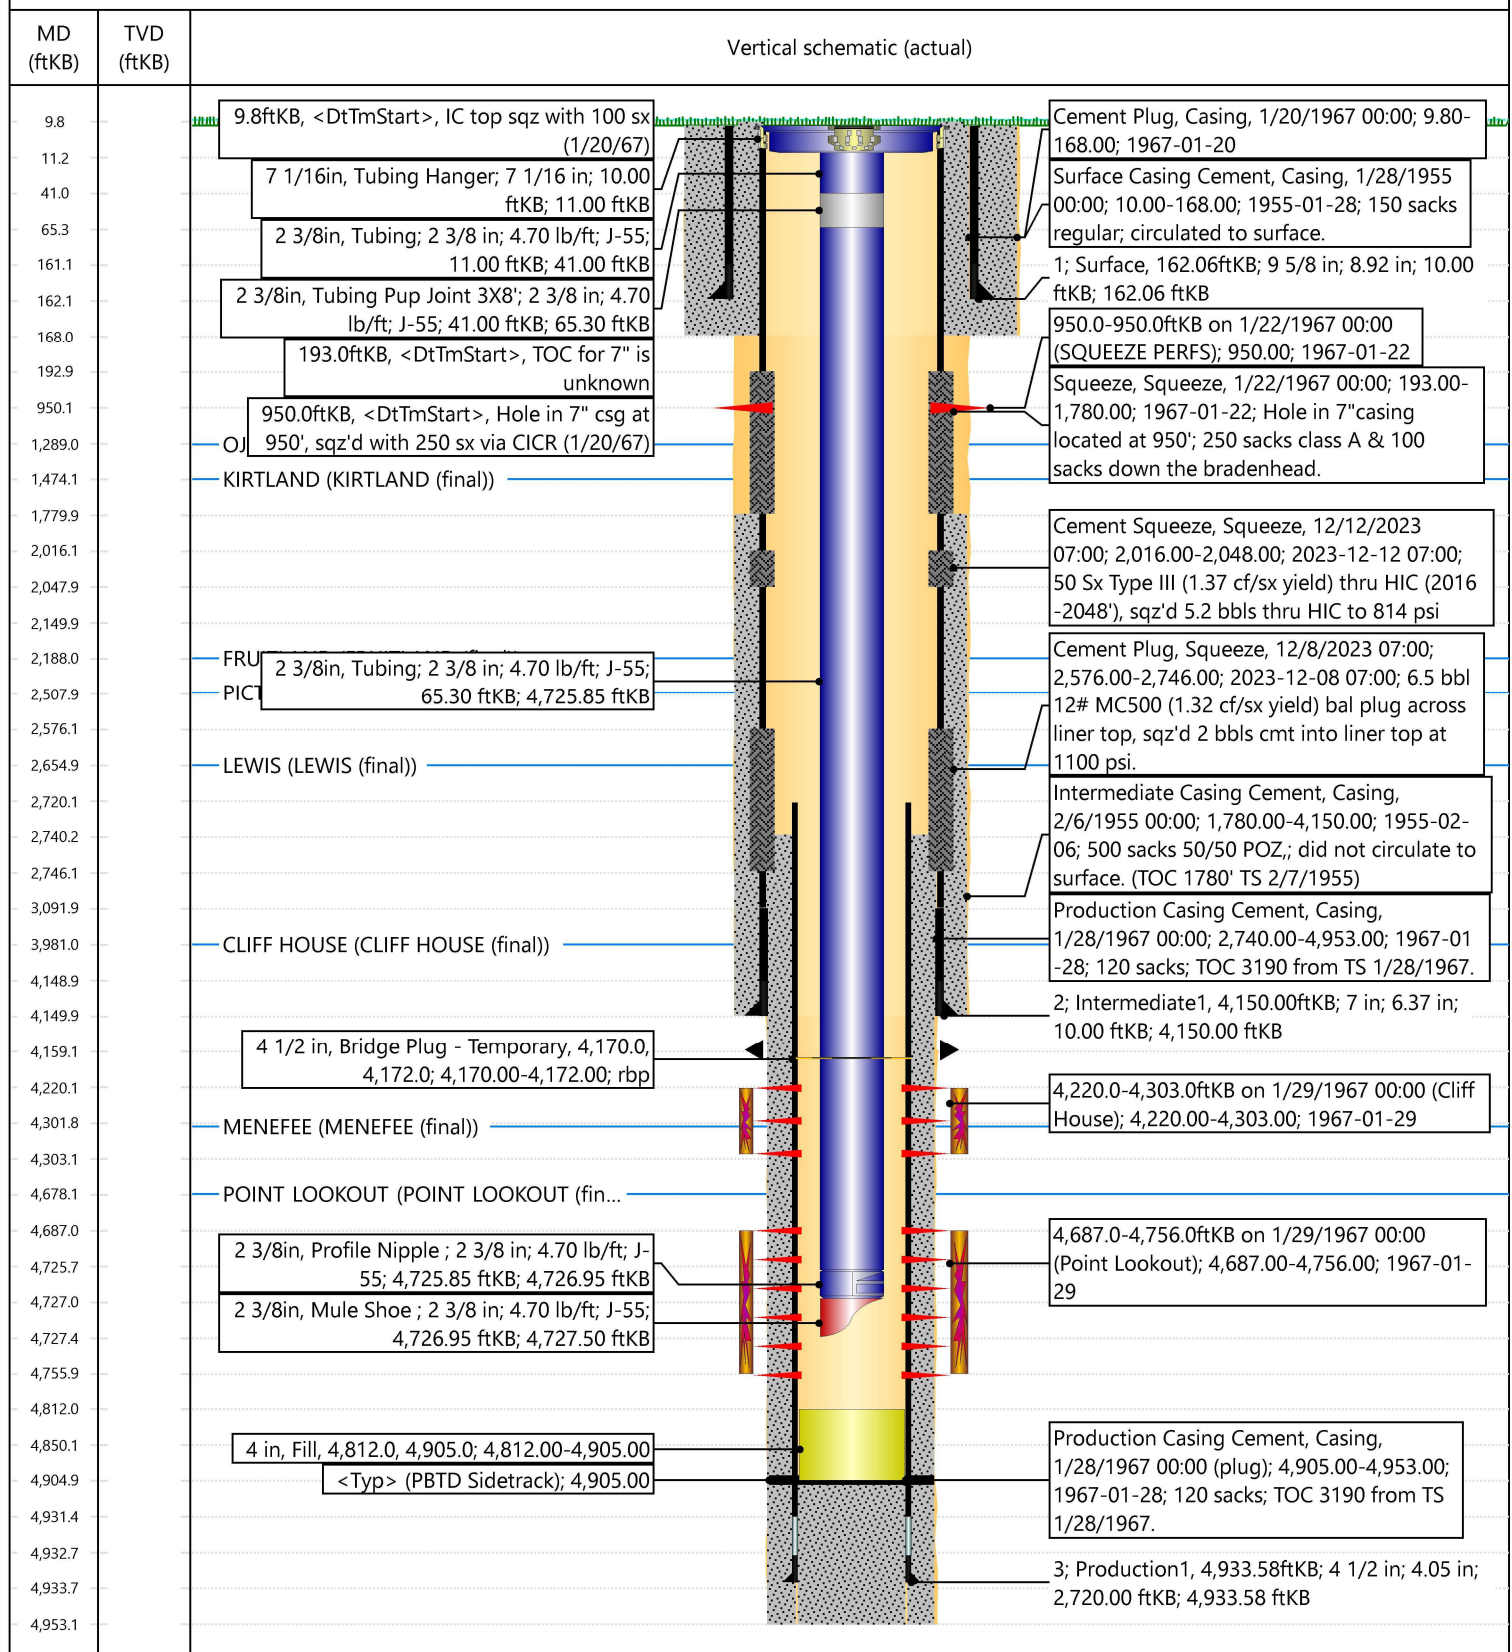 MD
(ftKB)
TVD
(ftKB)
Vertical schematic (actual)
9.8
11.2
41.0
65.3
161.1
162.1
168.0
192.9
950.1
1,289.0
1,474.1
1,779.9
2,016.1
2,047.9
2,149.9
2,188.0
2,507.9
2,576.1
2,654.9
2,720.1
2,740.2
2,746.1
3,091.9
3,981.0
4,148.9
4,149.9
4,159.1
4,220.1
4,301.8
4,303.1
4,678.1
4,687.0
4,725.7
4,727.0
4,727.4
4,755.9
4,812.0
4,850.1
4,904.9
4,931.4
4,932.7
4,933.7
4,953.1
9.8ftKB, <DtTmStart>, IC top sqz with 100 sx
(1/20/67)
7 1/16in, Tubing Hanger; 7 1/16 in; 10.00
ftKB; 11.00 ftKB
2 3/8in, Tubing; 2 3/8 in; 4.70 lb/ft; J-55;
11.00 ftKB; 41.00 ftKB
2 3/8in, Tubing Pup Joint 3X8'; 2 3/8 in; 4.70
lb/ft; J-55; 41.00 ftKB; 65.30 ftKB
193.0ftKB, <DtTmStart>, TOC for 7" is
unknown
950.0ftKB, <DtTmStart>, Hole in 7" csg at
950', sqz'd with 250 sx via CICR (1/20/67)
OJ
KIRTLAND (KIRTLAND (final))
FRU
2 3/8in, Tubing; 2 3/8 in; 4.70 lb/ft; J-55;
65.30 ftKB; 4,725.85 ftKB
PICT
LEWIS (LEWIS (final))
CLIFF HOUSE (CLIFF HOUSE (final))
4 1/2 in, Bridge Plug - Temporary, 4,170.0,
4,172.0; 4,170.00-4,172.00; rbp
MENEFEE (MENEFEE (final))
POINT LOOKOUT (POINT LOOKOUT (fin...
2 3/8in, Profile Nipple ; 2 3/8 in; 4.70 lb/ft; J-
55; 4,725.85 ftKB; 4,726.95 ftKB
2 3/8in, Mule Shoe ; 2 3/8 in; 4.70 lb/ft; J-55;
4,726.95 ftKB; 4,727.50 ftKB
4 in, Fill, 4,812.0, 4,905.0; 4,812.00-4,905.00
<Typ> (PBTD Sidetrack); 4,905.00
Cement Plug, Casing, 1/20/1967 00:00; 9.80-
168.00; 1967-01-20
Surface Casing Cement, Casing, 1/28/1955
00:00; 10.00-168.00; 1955-01-28; 150 sacks
regular; circulated to surface.
1; Surface, 162.06ftKB; 9 5/8 in; 8.92 in; 10.00
ftKB; 162.06 ftKB
950.0-950.0ftKB on 1/22/1967 00:00
(SQUEEZE PERFS); 950.00; 1967-01-22
Squeeze, Squeeze, 1/22/1967 00:00; 193.00-
1,780.00; 1967-01-22; Hole in 7"casing
located at 950'; 250 sacks class A & 100
sacks down the bradenhead.
Cement Squeeze, Squeeze, 12/12/2023
07:00; 2,016.00-2,048.00; 2023-12-12 07:00;
50 Sx Type III (1.37 cf/sx yield) thru HIC (2016
-2048'), sqz'd 5.2 bbls thru HIC to 814 psi
Cement Plug, Squeeze, 12/8/2023 07:00;
2,576.00-2,746.00; 2023-12-08 07:00; 6.5 bbl
12# MC500 (1.32 cf/sx yield) bal plug across
liner top, sqz'd 2 bbls cmt into liner top at
1100 psi.
Intermediate Casing Cement, Casing,
2/6/1955 00:00; 1,780.00-4,150.00; 1955-02-
06; 500 sacks 50/50 POZ,; did not circulate to
surface. (TOC 1780' TS 2/7/1955)
Production Casing Cement, Casing,
1/28/1967 00:00; 2,740.00-4,953.00; 1967-01
-28; 120 sacks; TOC 3190 from TS 1/28/1967.
2; Intermediate1, 4,150.00ftKB; 7 in; 6.37 in;
10.00 ftKB; 4,150.00 ftKB
4,220.0-4,303.0ftKB on 1/29/1967 00:00 (Cliff
House); 4,220.00-4,303.00; 1967-01-29
4,687.0-4,756.0ftKB on 1/29/1967 00:00
(Point Lookout); 4,687.00-4,756.00; 1967-01-
29
Production Casing Cement, Casing,
1/28/1967 00:00 (plug); 4,905.00-4,953.00;
1967-01-28; 120 sacks; TOC 3190 from TS
1/28/1967.
3; Production1, 4,933.58ftKB; 4 1/2 in; 4.05 in;
2,720.00 ftKB; 4,933.58 ftKB